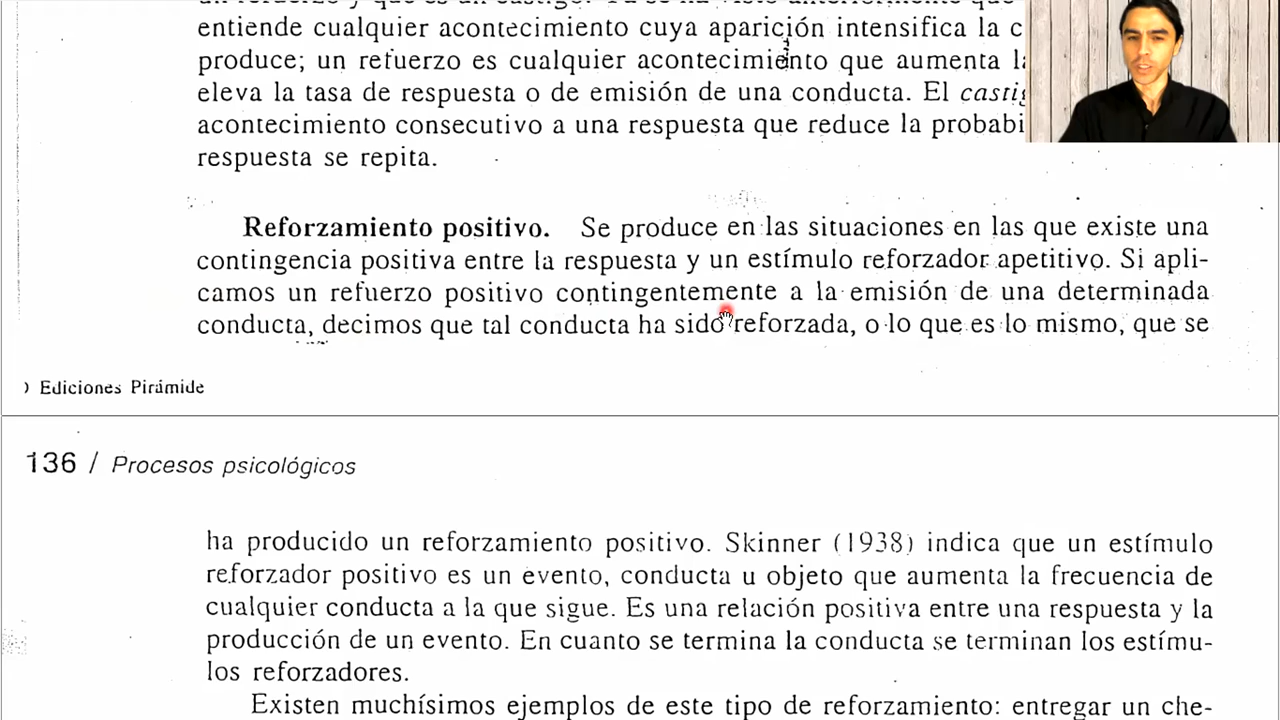 entiende cualquier acontecimiento cuya aparición intensifica la c
produce; un refuerzo es cualquier acontecimiento que aumenta la
eleva la tasa de respuesta o de emisión de una conducta. El castig
acontecimiento consecutivo a una respuesta que reduce la probabi
respuesta se repita.
Reforzamiento positivo. Se produce en las situaciones en las que existe una
contingencia positiva entre la respuesta y un estímulo reforzador apetitivo. Si apli-
camos un refuerzo positivo contingentemente a la emisión de una determinada
conducta, decimos que tal conducta ha sido reforzada, o lo que es lo mismo, que se
) Ediciones Pirámide
136 / Procesos psicológicos
ha producido un reforzamiento positivo. Skinner (1938) indica que un estímulo
reforzador positivo es un evento, conducta u objeto que aumenta la frecuencia de
cualquier conducta a la que sigue. Es una relación positiva entre una respuesta y la
producción de un evento. En cuanto se termina la conducta se terminan los estímu-
los reforzadores.
Existen muchísimos ejemplos de este tipo de reforzamiento: entregar un che-